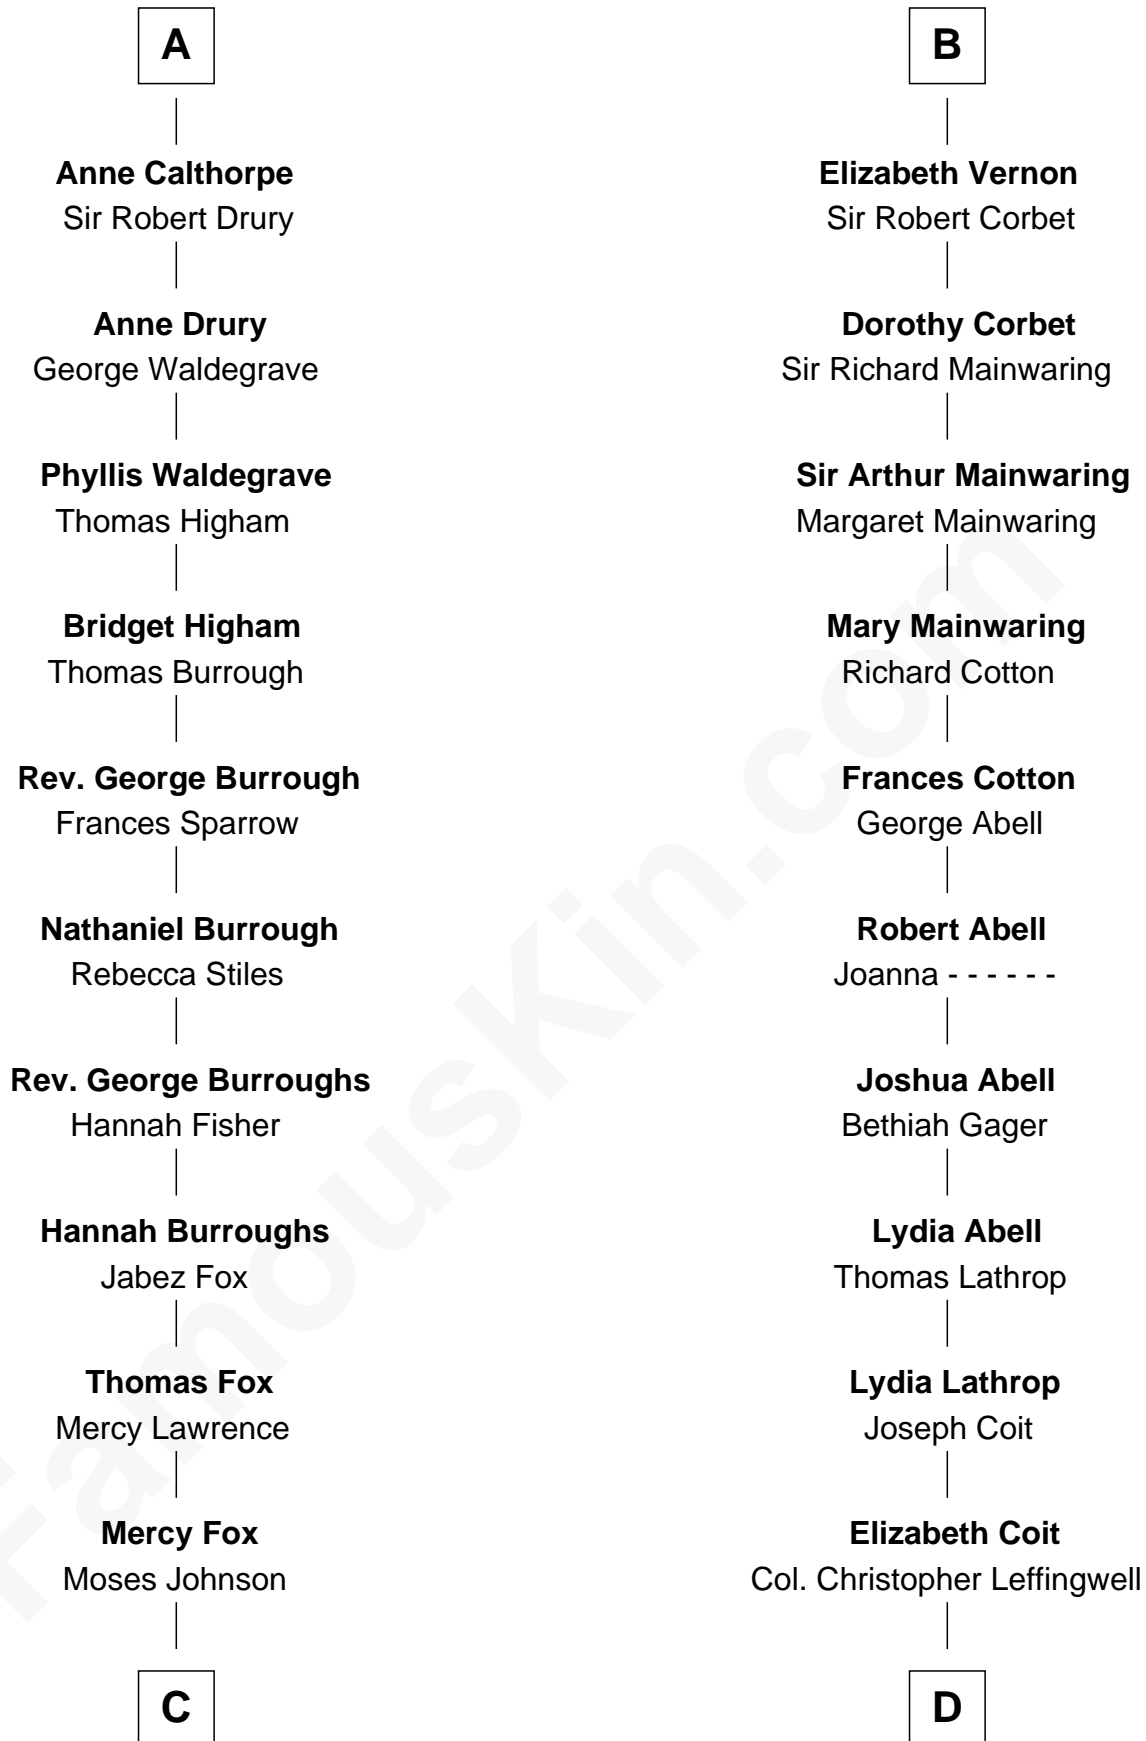 A
Anne Calthorpe
Sir Robert Drury
Anne Drury
George Waldegrave
Phyllis Waldegrave
Thomas Higham
Bridget Higham
Thomas Burrough
Rev. George Burrough
Frances Sparrow
Nathaniel Burrough
Rebecca Stiles
Rev. George Burroughs
Hannah Fisher
Hannah Burroughs
Jabez Fox
Thomas Fox
Mercy Lawrence
Mercy Fox
Moses Johnson
C
B
Elizabeth Vernon
Sir Robert Corbet
Dorothy Corbet
Sir Richard Mainwaring
Sir Arthur Mainwaring
Margaret Mainwaring
Mary Mainwaring
Richard Cotton
Frances Cotton
George Abell
Robert Abell
Joanna - - - - - -
Joshua Abell
Bethiah Gager
Lydia Abell
Thomas Lathrop
Lydia Lathrop
Joseph Coit
Elizabeth Coit
Col. Christopher Leffingwell
D
FamousKin.com